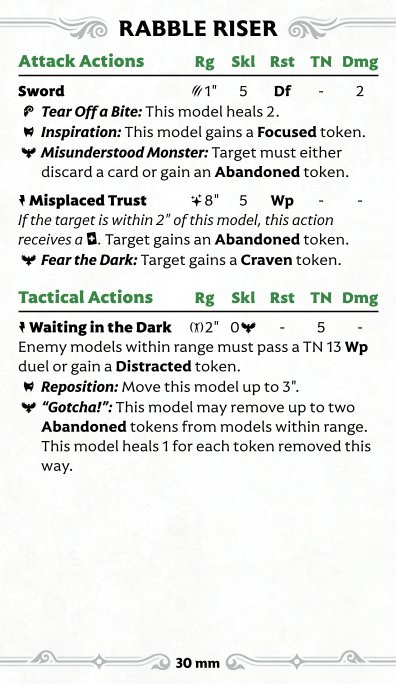 RABBLE RISER
Attack Actions Rg Skl Rst TN Dmg
Sword 1" 5 Df - 2
Tear Off a Bite: This model heals 2.
Inspiration: This model gains a Focused token.
Misunderstood Monster: Target must either
discard a card or gain an Abandoned token.
Misplaced Trust 8" 5 Wp - -
If the target is within 2" of this model, this action
receives a . Target gains an Abandoned token.
Fear the Dark: Target gains a Craven token.
Tactical Actions Rg Skl Rst TN Dmg
Waiting in the Dark 2" 0 - 5 -
Enemy models within range must pass a TN 13 Wp
duel or gain a Distracted token.
Reposition: Move this model up to 3".
“Gotcha!”: This model may remove up to two
Abandoned tokens from models within range.
This model heals 1 for each token removed this
way.
30 mm